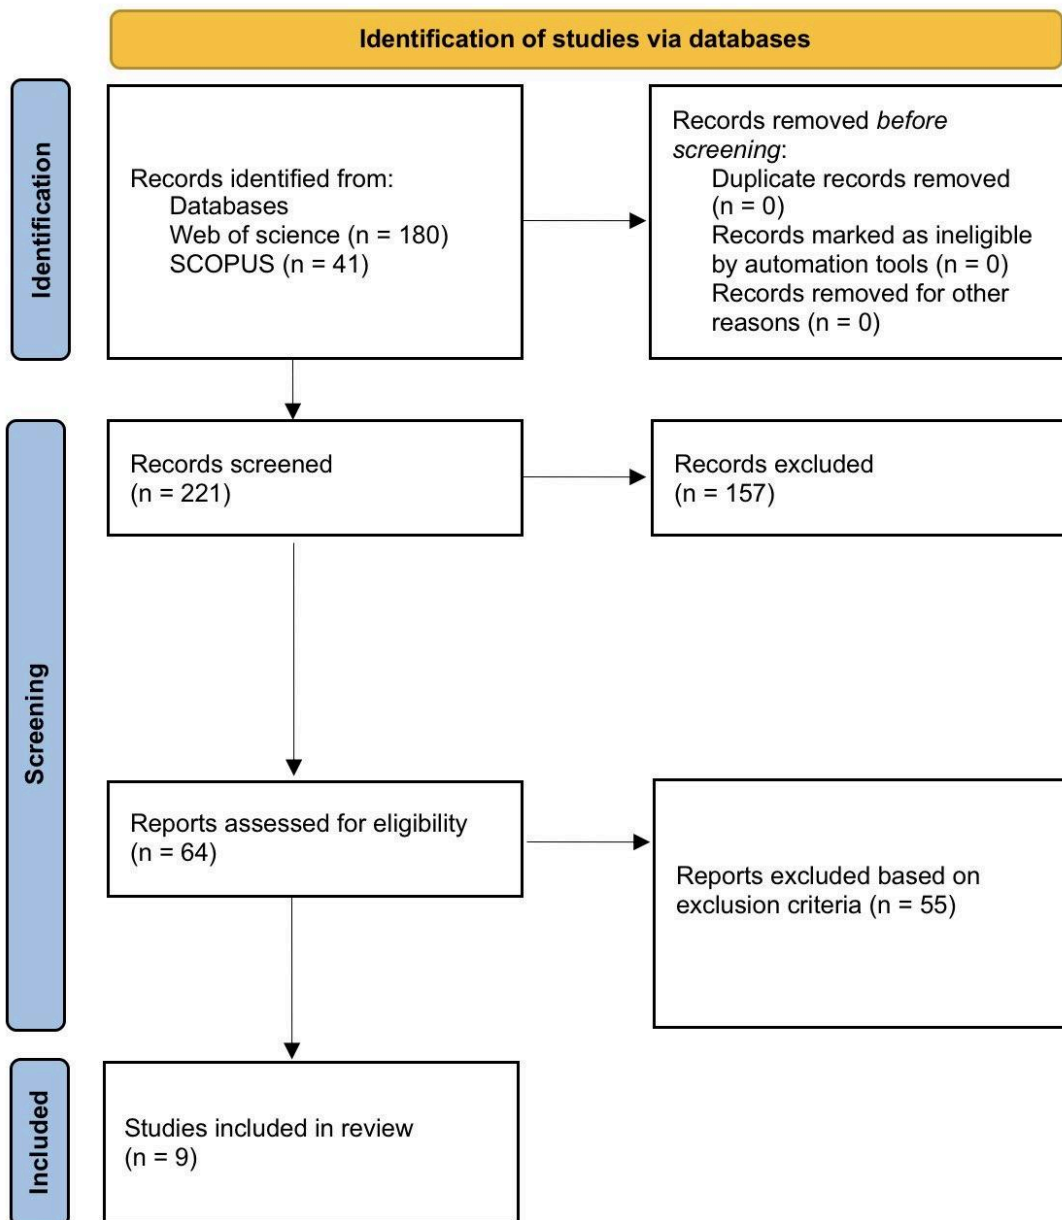 Identification of studies via databases
Identification
Records identified from:
Databases
Web of science (n = 180)
SCOPUS (n = 41)
Records removed before
screening:
Duplicate records removed
(n = 0)
Records marked as ineligible
by automation tools (n = 0)
Records removed for other
reasons (n = 0)
Screening
Records screened
(n = 221)
Records excluded
(n = 157)
Reports assessed for eligibility
(n = 64)
Reports excluded based on
exclusion criteria (n = 55)
Included
Studies included in review
(n = 9)